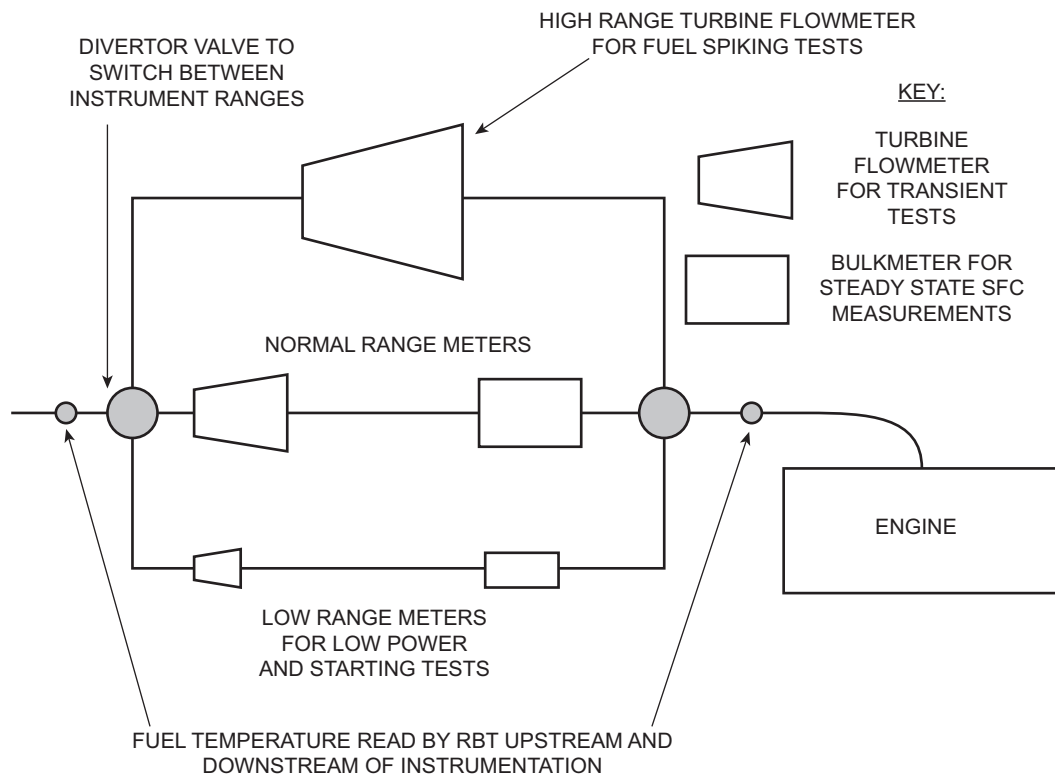 HIGH RANGE TURBINE FLOWMETER
FOR FUEL SPIKING TESTS
DIVERTOR VALVE TO
SWITCH BETWEEN
INSTRUMENT RANGES
KEY:
TURBINE
FLOWMETER
FOR TRANSIENT
TESTS
BULKMETER FOR
STEADY STATE SFC
MEASUREMENTS
NORMAL RANGE METERS
ENGINE
LOW RANGE METERS
FOR LOW POWER
AND STARTING TESTS
FUEL TEMPERATURE READ BY RBT UPSTREAM AND
DOWNSTREAM OF INSTRUMENTATION